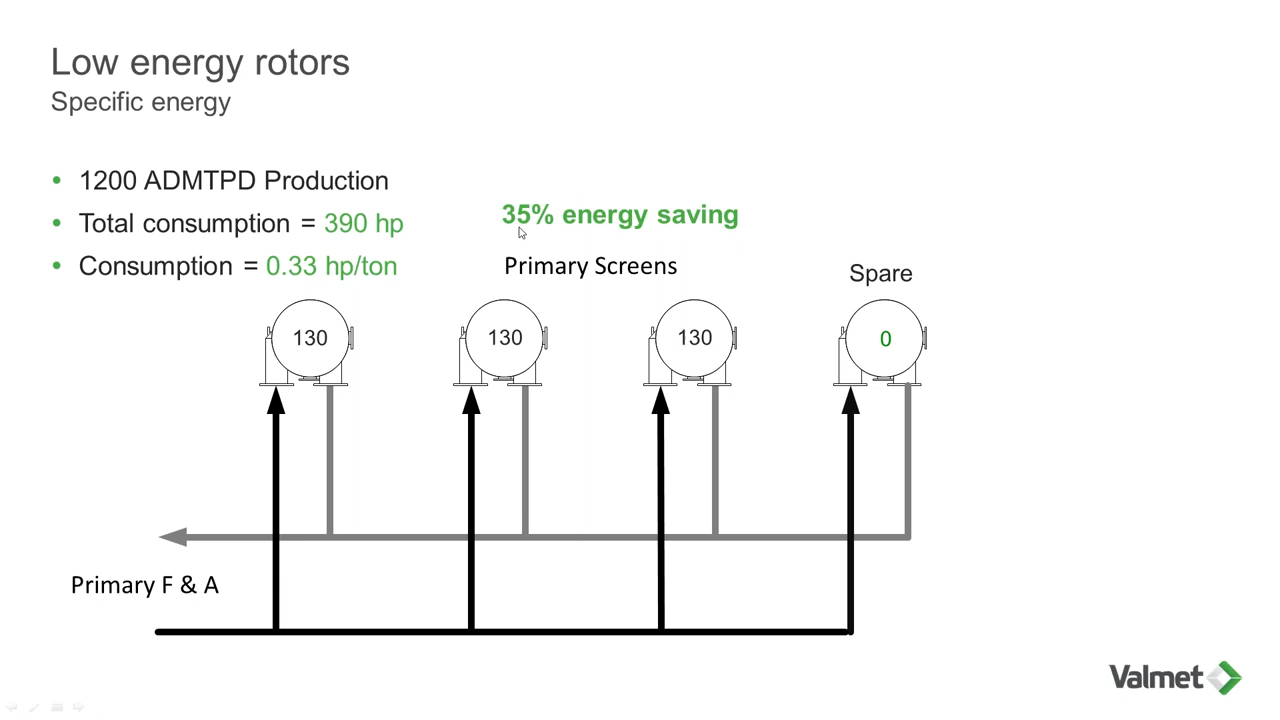 Low energy rotors
Specific energy
• 1200 ADMTPD Production
• Total consumption = 390 hp
• Consumption = 0.33 hp/ton
35% energy saving
Primary Screens
Spare
130
130
130
0
Primary F & A
Valmet